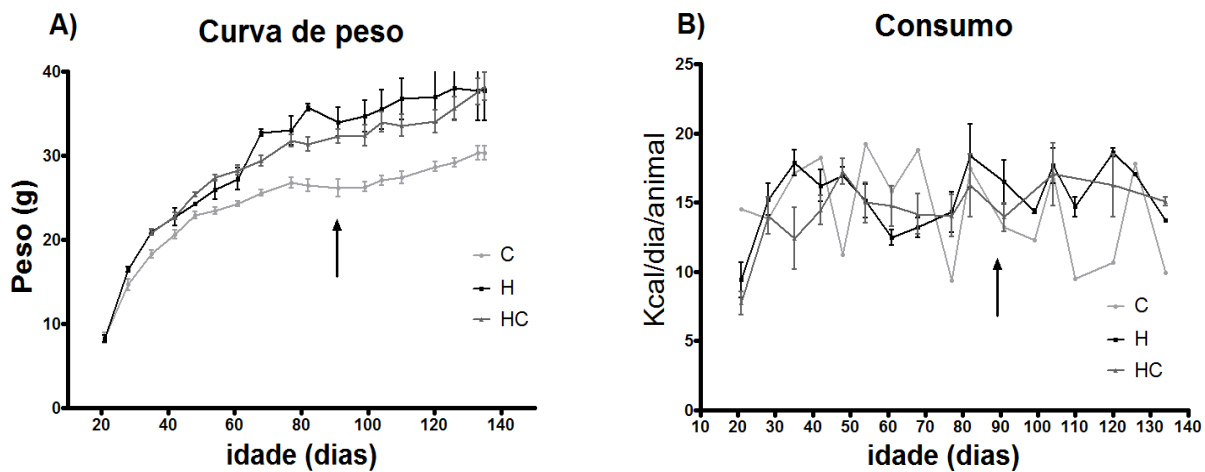 A)
Curva de peso
Peso (g)
40
30
20
10
0
20 40 60 80 100 120 140
idade (dias)
C
H
HC
B)
Consumo
Kcal/dia/animal
25
20
15
10
5
0
10 20 30 40 50 60 70 80 90 100 110 120 130 140
idade (dias)
C
H
HC